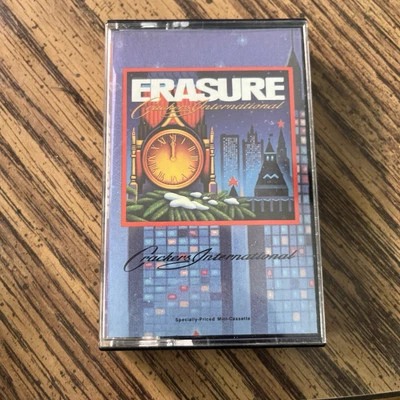 ERASURE
Crackers International
Crackers International
Specially-Priced Mini-Cassette